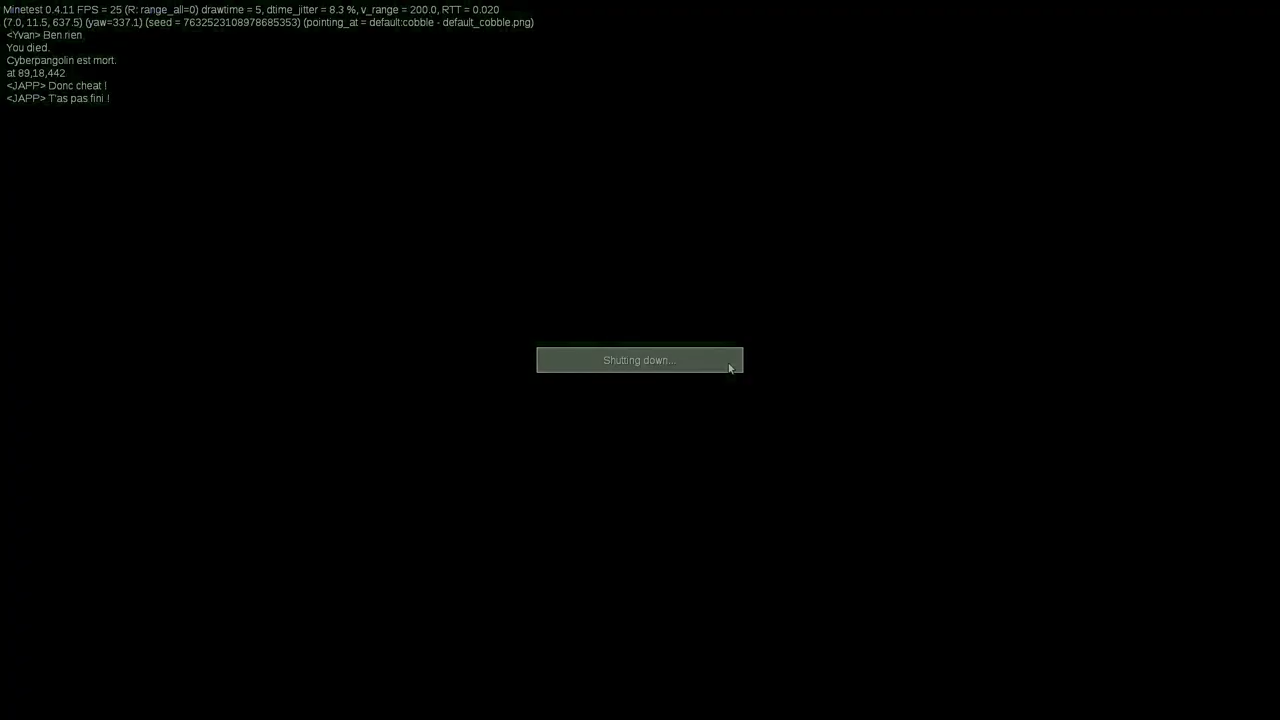 Minetest 0.4.11 FPS = 25 (R: range_all=0) drawtime = 5, dtime_jitter = 8.3 %, v_range = 200.0, RTT = 0.020
(7.0, 11.5, 637.5) (yaw=337.1) (seed = 7632523108978685353) (pointing_at = default:cobble - default_cobble.png)
<Yvan> Ben rien
You died.
Cyberpangolin est mort.
at 89,18,442
<JAPP> Donc cheat !
<JAPP> T'as pas fini !
Shutting down...